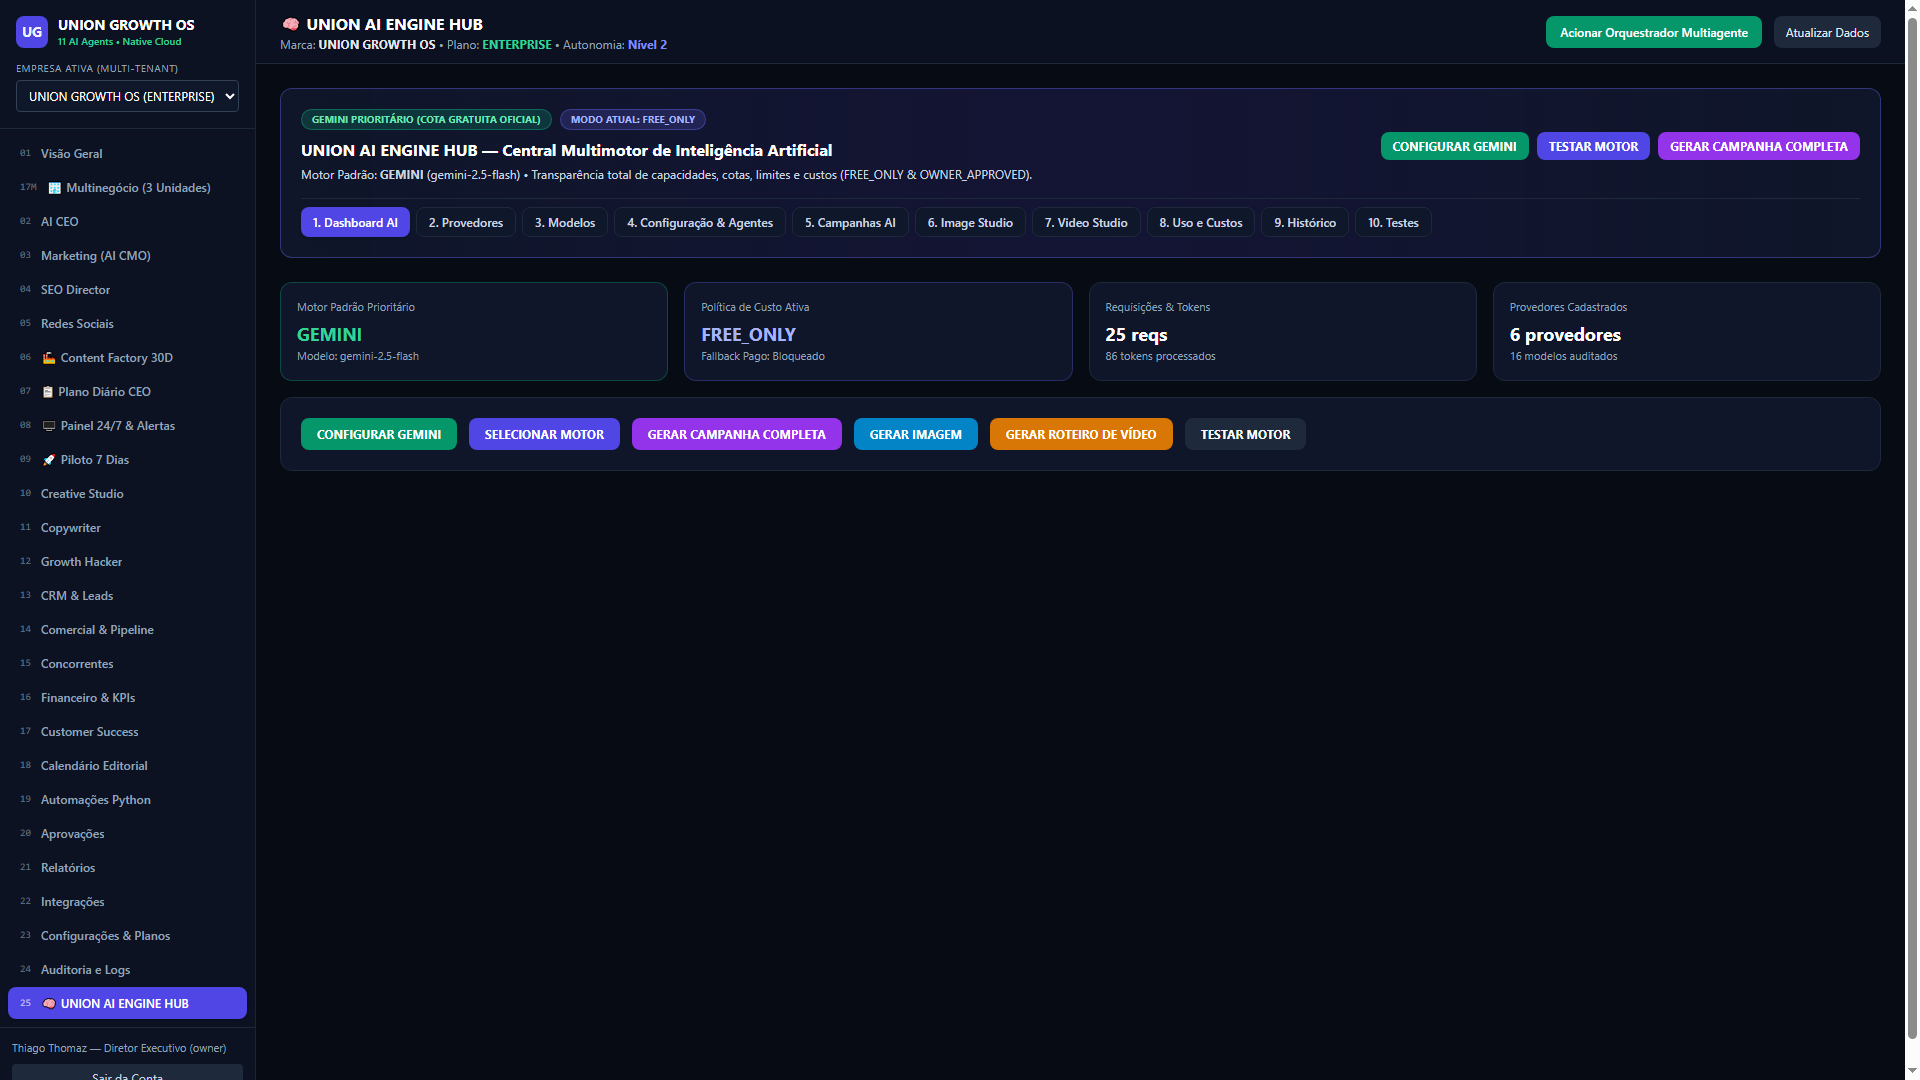 UG
UNION GROWTH OS
11 AI Agents • Native Cloud
EMPRESA ATIVA (MULTI-TENANT)
UNION GROWTH OS (ENTERPRISE)
01 Visão Geral
17M Multinegócio (3 Unidades)
02 AI CEO
03 Marketing (AI CMO)
04 SEO Director
05 Redes Sociais
06 Content Factory 30D
07 Plano Diário CEO
08 Painel 24/7 & Alertas
09 Piloto 7 Dias
10 Creative Studio
11 Copywriter
12 Growth Hacker
13 CRM & Leads
14 Comercial & Pipeline
15 Concorrentes
16 Financeiro & KPIs
17 Customer Success
18 Calendário Editorial
19 Automações Python
20 Aprovações
21 Relatórios
22 Integrações
23 Configurações & Planos
24 Auditoria e Logs
25 UNION AI ENGINE HUB
Thiago Thomaz — Diretor Executivo (owner)
Sair da Conta
UNION AI ENGINE HUB
Marca: UNION GROWTH OS • Plano: ENTERPRISE • Autonomia: Nível 2
Acionar Orquestrador Multiagente
Atualizar Dados
GEMINI PRIORITÁRIO (COTA GRATUITA OFICIAL)
MODO ATUAL: FREE_ONLY
UNION AI ENGINE HUB — Central Multimotor de Inteligência Artificial
Motor Padrão: GEMINI (gemini-2.5-flash) • Transparência total de capacidades, cotas, limites e custos (FREE_ONLY & OWNER_APPROVED).
CONFIGURAR GEMINI
TESTAR MOTOR
GERAR CAMPANHA COMPLETA
1. Dashboard AI
2. Provedores
3. Modelos
4. Configuração & Agentes
5. Campanhas AI
6. Image Studio
7. Video Studio
8. Uso e Custos
9. Histórico
10. Testes
Motor Padrão Prioritário
GEMINI
Modelo: gemini-2.5-flash
Política de Custo Ativa
FREE_ONLY
Fallback Pago: Bloqueado
Requisições & Tokens
25 reqs
86 tokens processados
Provedores Cadastrados
6 provedores
16 modelos auditados
CONFIGURAR GEMINI
SELECIONAR MOTOR
GERAR CAMPANHA COMPLETA
GERAR IMAGEM
GERAR ROTEIRO DE VÍDEO
TESTAR MOTOR